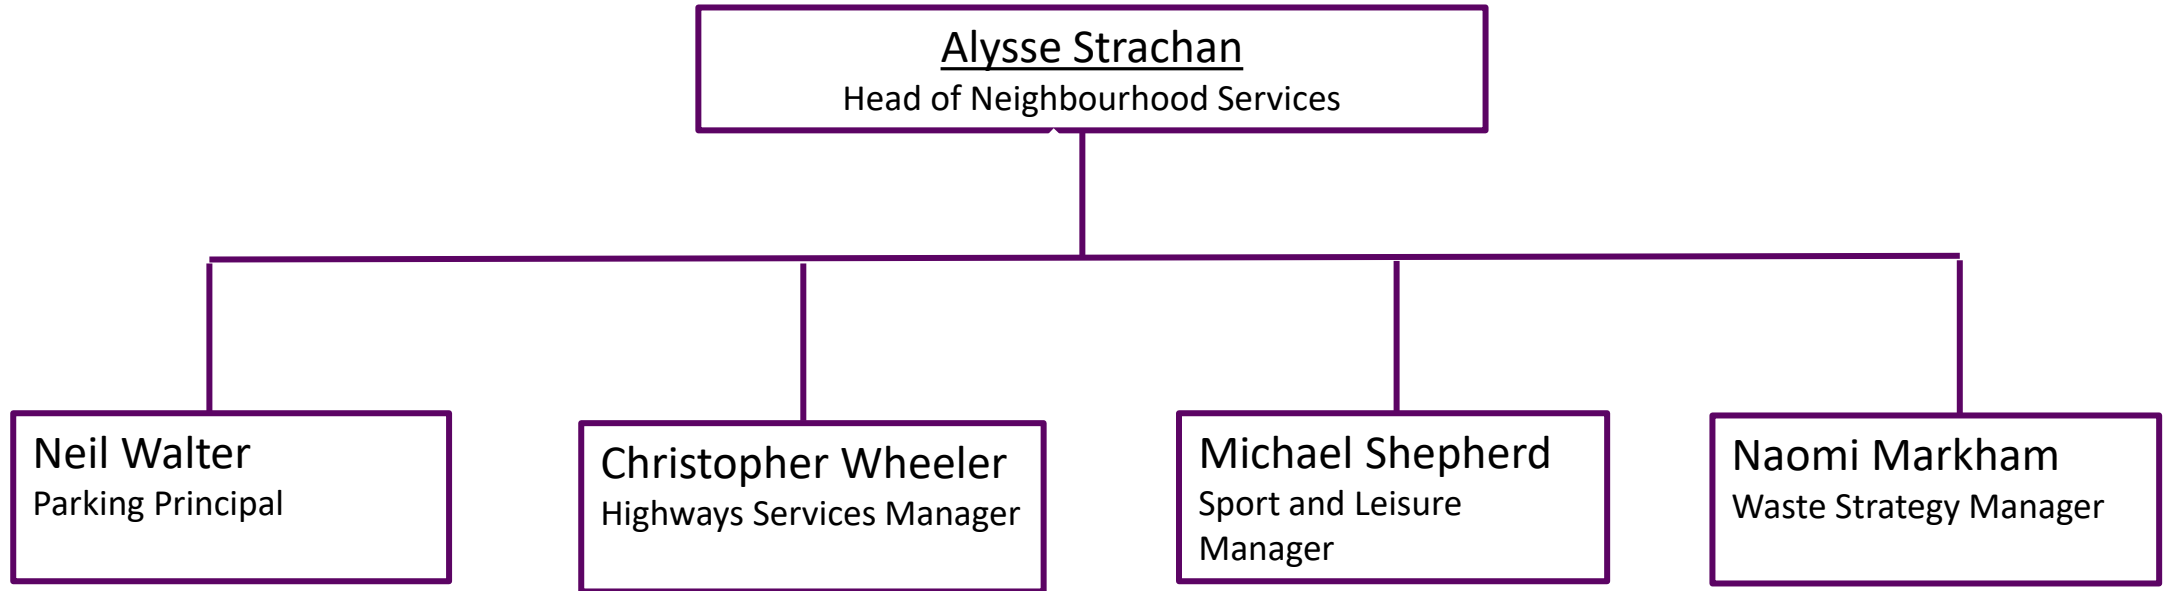 Alysse Strachan
Head of Neighbourhood Services
Neil Walter
Parking Principal
Christopher Wheeler
Highways Services Manager
Michael Shepherd
Sport and Leisure
Manager
Naomi Markham
Waste Strategy Manager